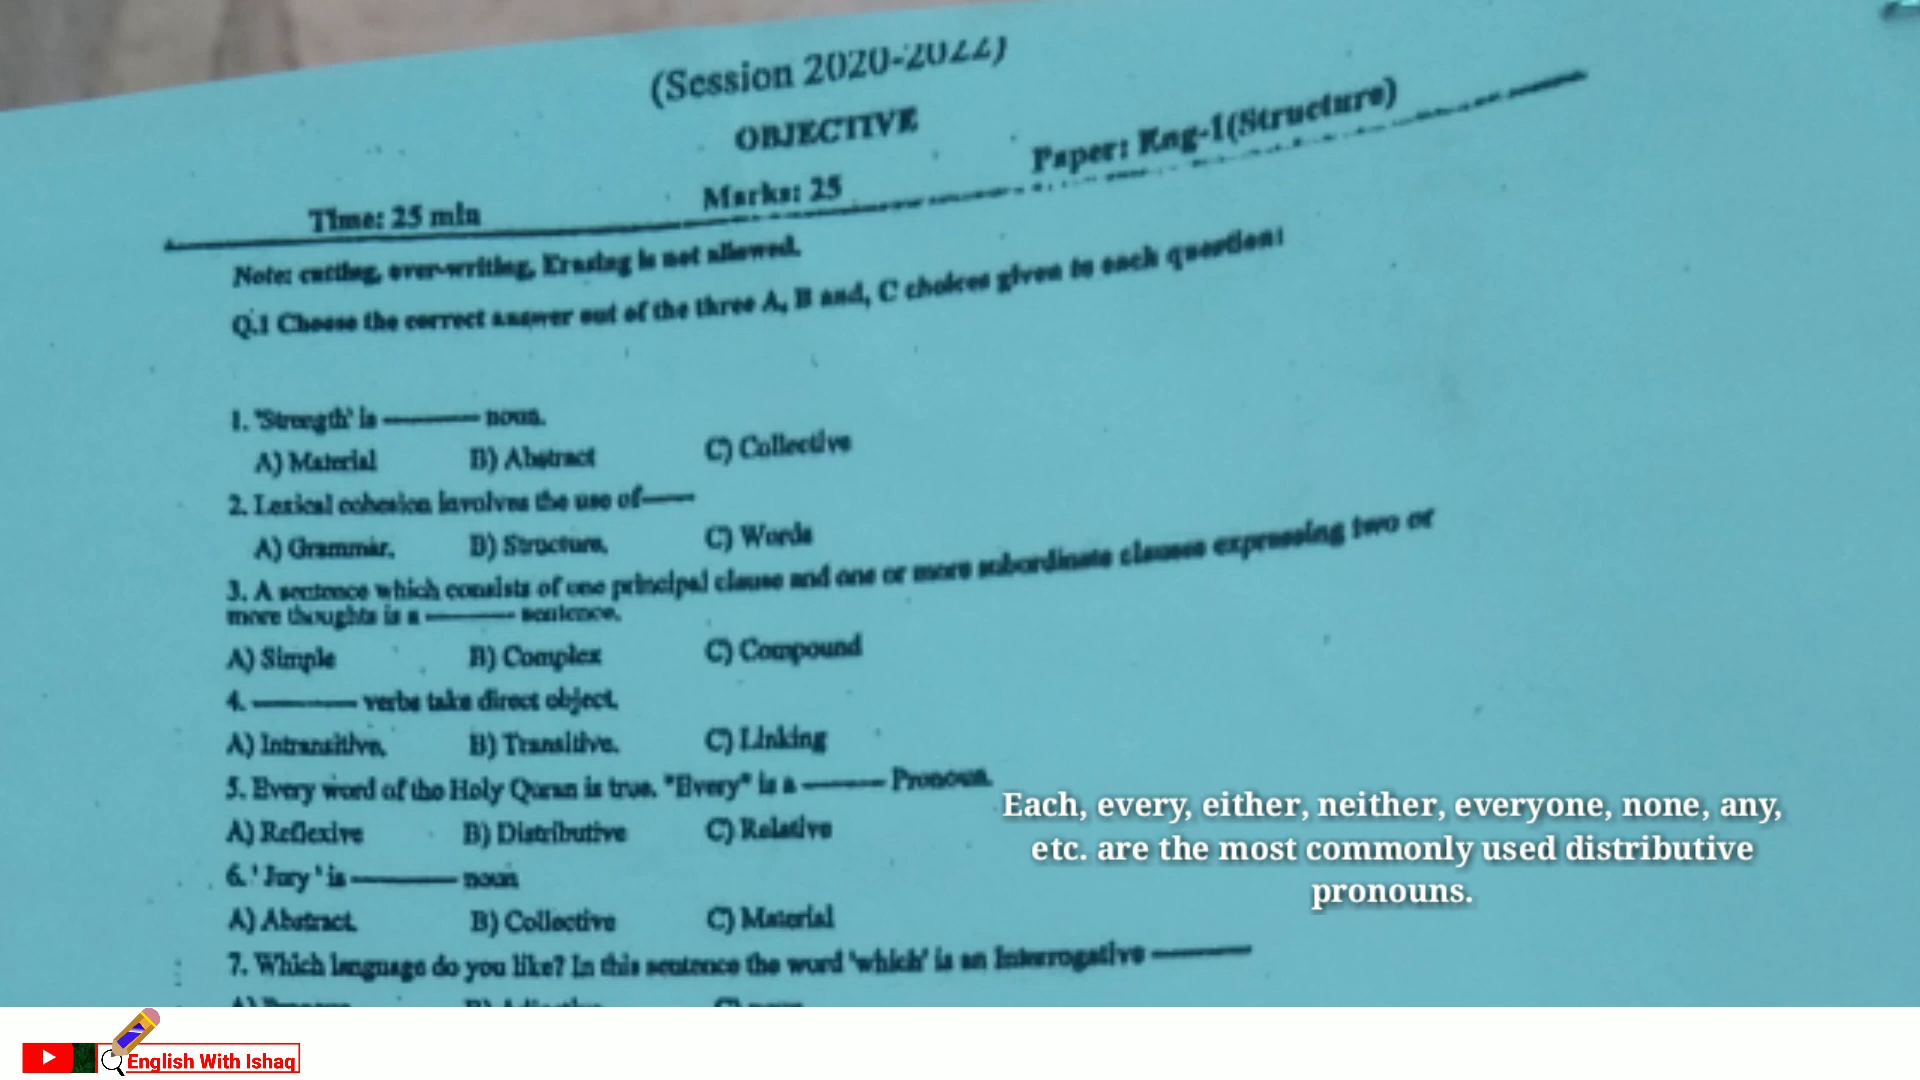 (Session 2020-2022)
OBJECTIVE
Time: 25 min Marks: 25 Paper: Eng-1(Structure)
Note: cutting, over-writing, Erasing is not allowed.
Q.1 Choose the correct answer out of the three A, B and, C choices given to each question:
1. 'Strength' is ———— noun.
A) Material B) Abstract C) Collective
2. Lexical cohesion involves the use of——
A) Grammar, B) Structure, C) Words
3. A sentence which consists of one principal clause and one or more subordinate clauses expressing two or
more thoughts is a ———— sentence.
A) Simple B) Complex C) Compound
4. ———— verbs take direct object.
A) Intransitive, B) Transitive. C) Linking
5. Every word of the Holy Quran is true. "Every" is a ———— Pronoun.
A) Reflexive B) Distributive C) Relative
Each, every, either, neither, everyone, none, any,
etc. are the most commonly used distributive
pronouns.
6. ' Jury ' is ———— noun
A) Abstract B) Collective C) Material
7. Which language do you like? In this sentence the word 'which' is an Interrogative ————
English With Ishaq